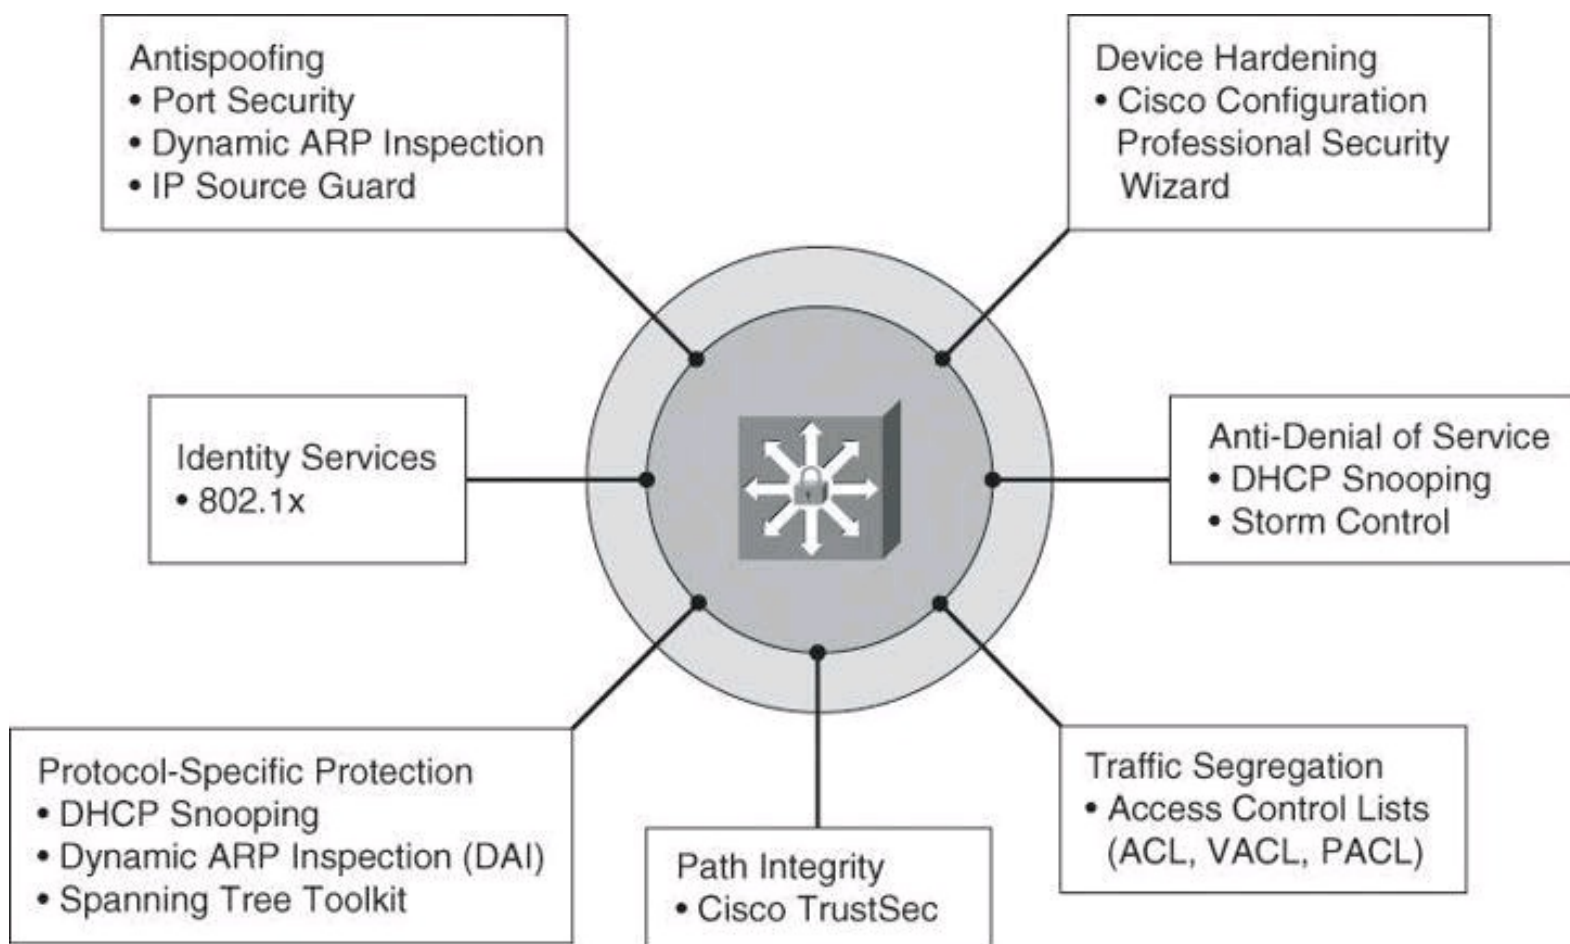 Antispoofing
• Port Security
• Dynamic ARP Inspection
• IP Source Guard
Device Hardening
• Cisco Configuration
Professional Security
Wizard
Identity Services
• 802.1x
Anti-Denial of Service
• DHCP Snooping
• Storm Control
Protocol-Specific Protection
• DHCP Snooping
• Dynamic ARP Inspection (DAI)
• Spanning Tree Toolkit
Path Integrity
• Cisco TrustSec
Traffic Segregation
• Access Control Lists
(ACL, VACL, PACL)